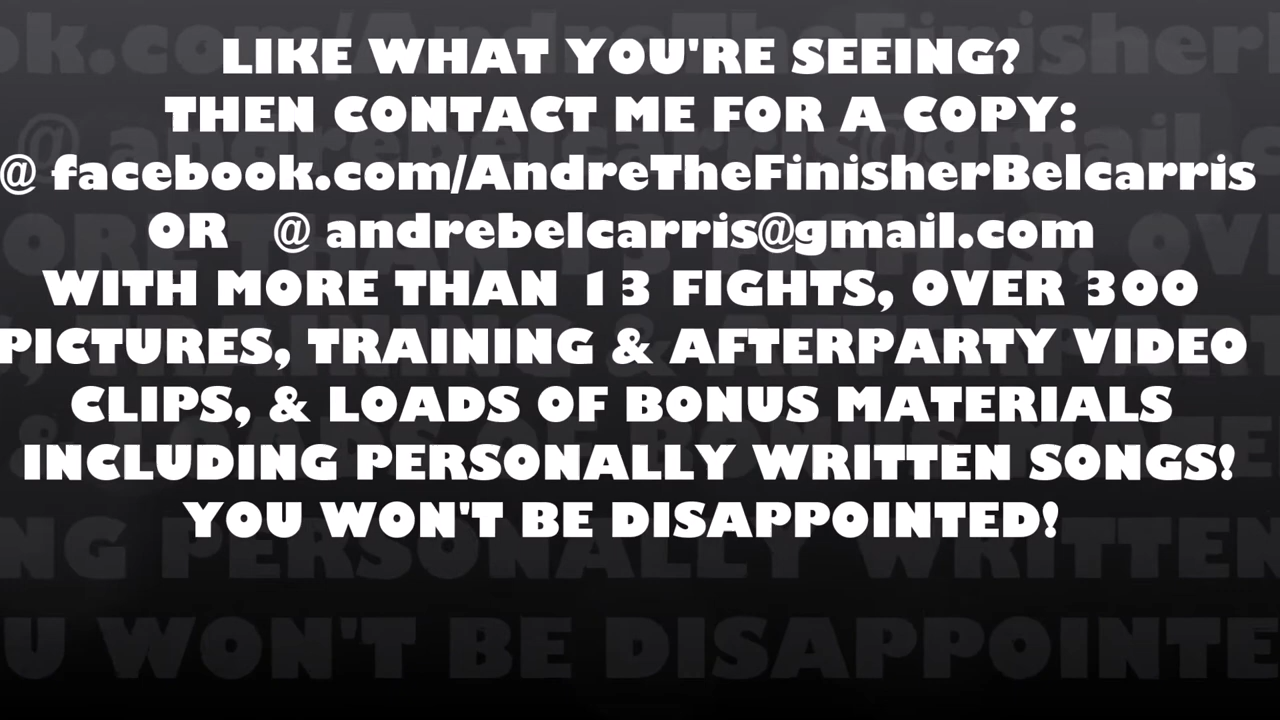 LIKE WHAT YOU'RE SEEING?
THEN CONTACT ME FOR A COPY:
@ facebook.com/AndreTheFinisherBelcarris
OR @ andrebelcarris@gmail.com
WITH MORE THAN 13 FIGHTS, OVER 300
PICTURES, TRAINING & AFTERPARTY VIDEO
CLIPS, & LOADS OF BONUS MATERIALS
INCLUDING PERSONALLY WRITTEN SONGS!
YOU WON'T BE DISAPPOINTED!